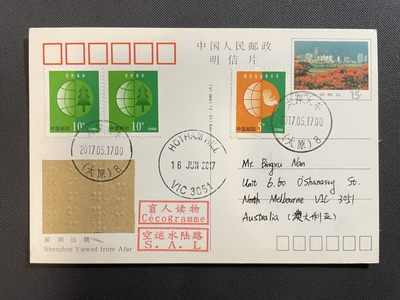 中国人民邮政
明信片
15分
中国邮政
10分
CHINA
中国邮政
10分
CHINA
中国邮政
CHINA
2017.05.17.00
(太原) 8
HOTHAM HILL
16 JUN 2017
VIC 3051
2017.05.17.00
(太原) 8
Mr. Bingxu Nan
Unit 6.60 O'Shanassy St.
North Melbourne VIC 3051
Australia (澳大利亚)
盲人读物
Cecogramme
空运水陆路
S. A. L.
深圳远眺
Shenzhen Viewed from Afar